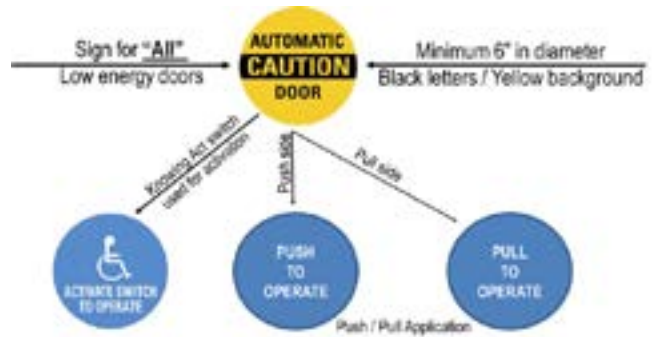 Sign for "All"
Low energy doors
AUTOMATIC
CAUTION
DOOR
Minimum 6" in diameter
Black letters / Yellow background
Knowing Act switch
used for activation
Push side
Pull side
ACTIVATE SWITCH
TO OPERATE
PUSH
TO
OPERATE
PULL
TO
OPERATE
Push / Pull Application